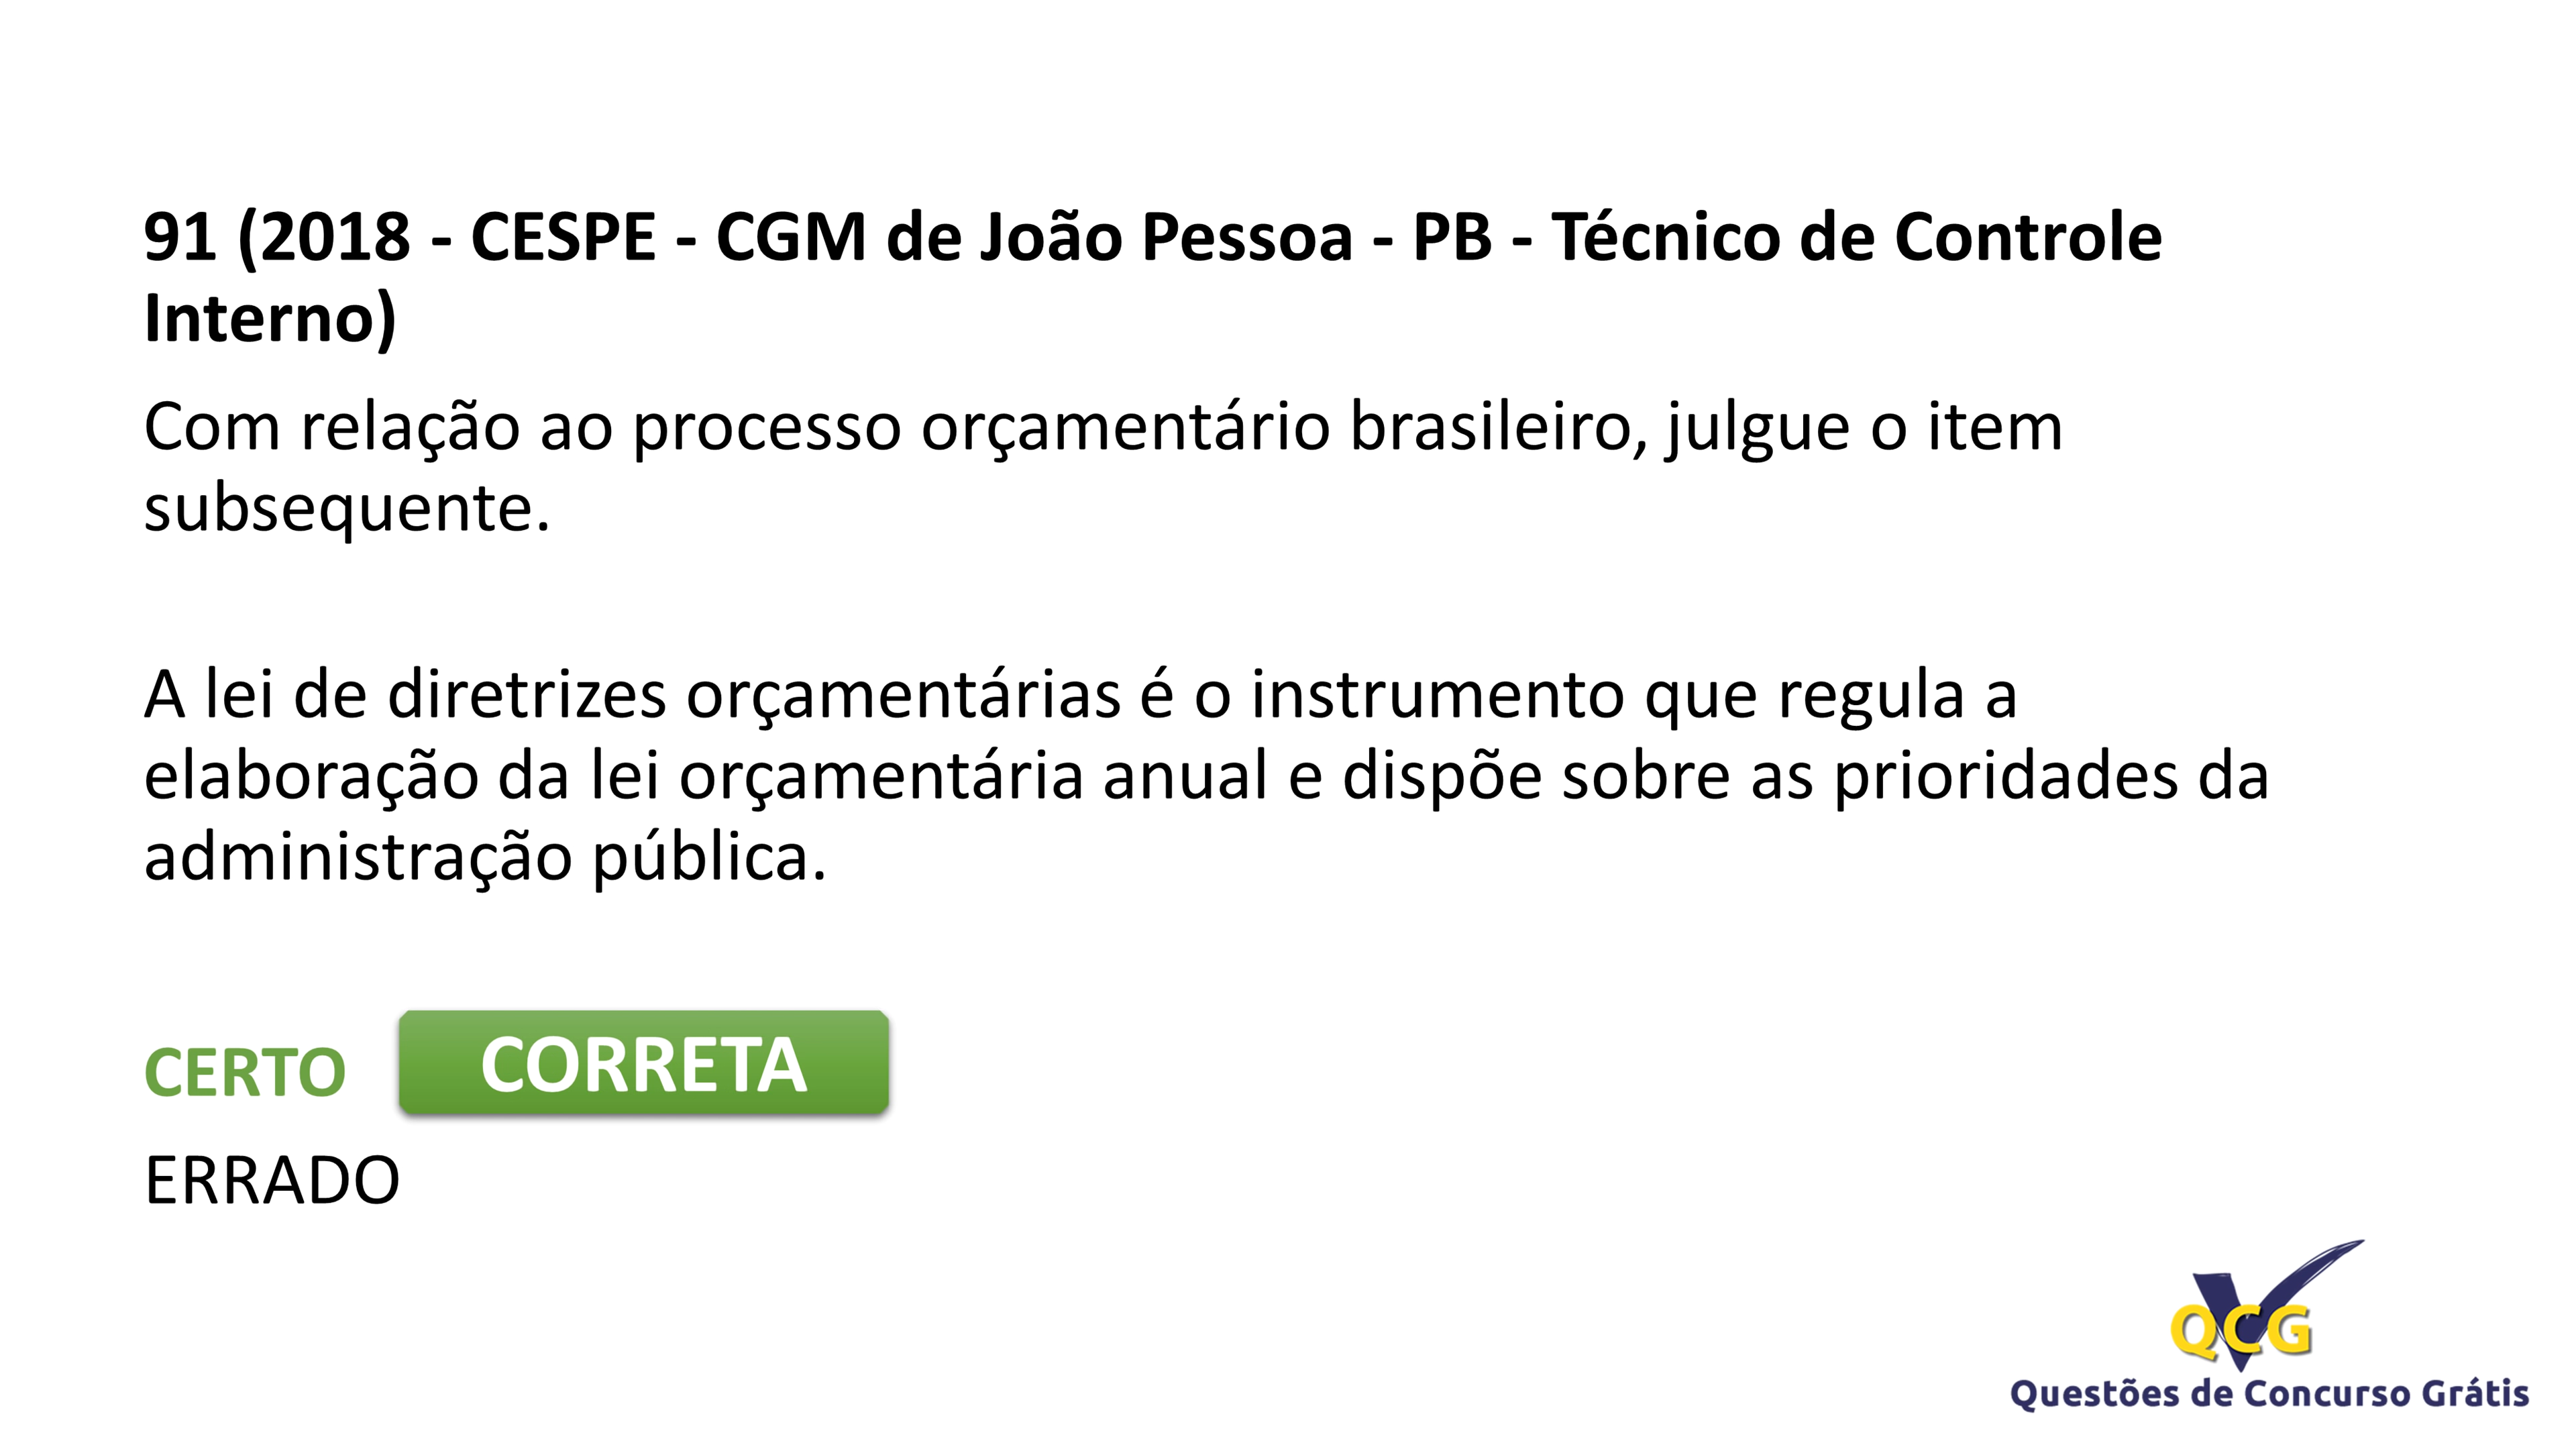 91 (2018 - CESPE - CGM de João Pessoa - PB - Técnico de Controle
Interno)
Com relação ao processo orçamentário brasileiro, julgue o item
subsequente.
A lei de diretrizes orçamentárias é o instrumento que regula a
elaboração da lei orçamentária anual e dispõe sobre as prioridades da
administração pública.
CERTO CORRETA
ERRADO
QCG
Questões de Concurso Grátis